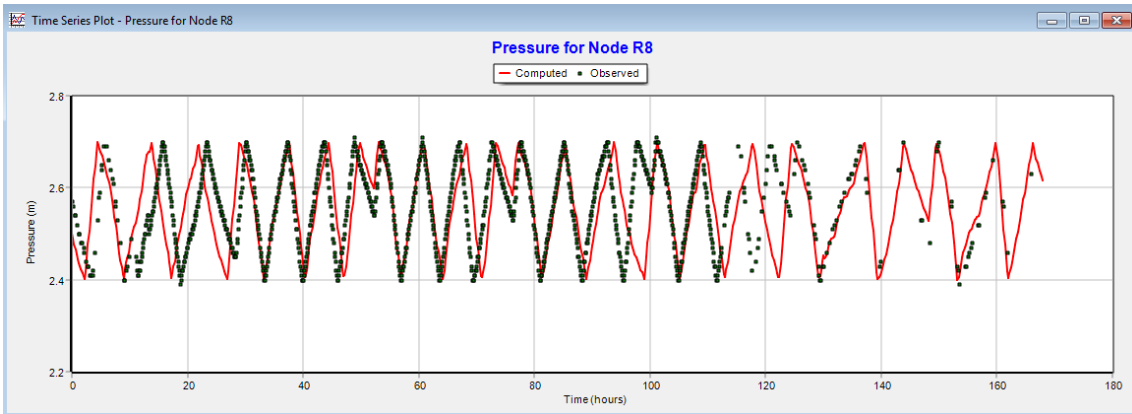 Time Series Plot - Pressure for Node R8
Pressure for Node R8
Computed Observed
2.8
2.6
2.4
2.2
Pressure (m)
0 20 40 60 80 100 120 140 160 180
Time (hours)